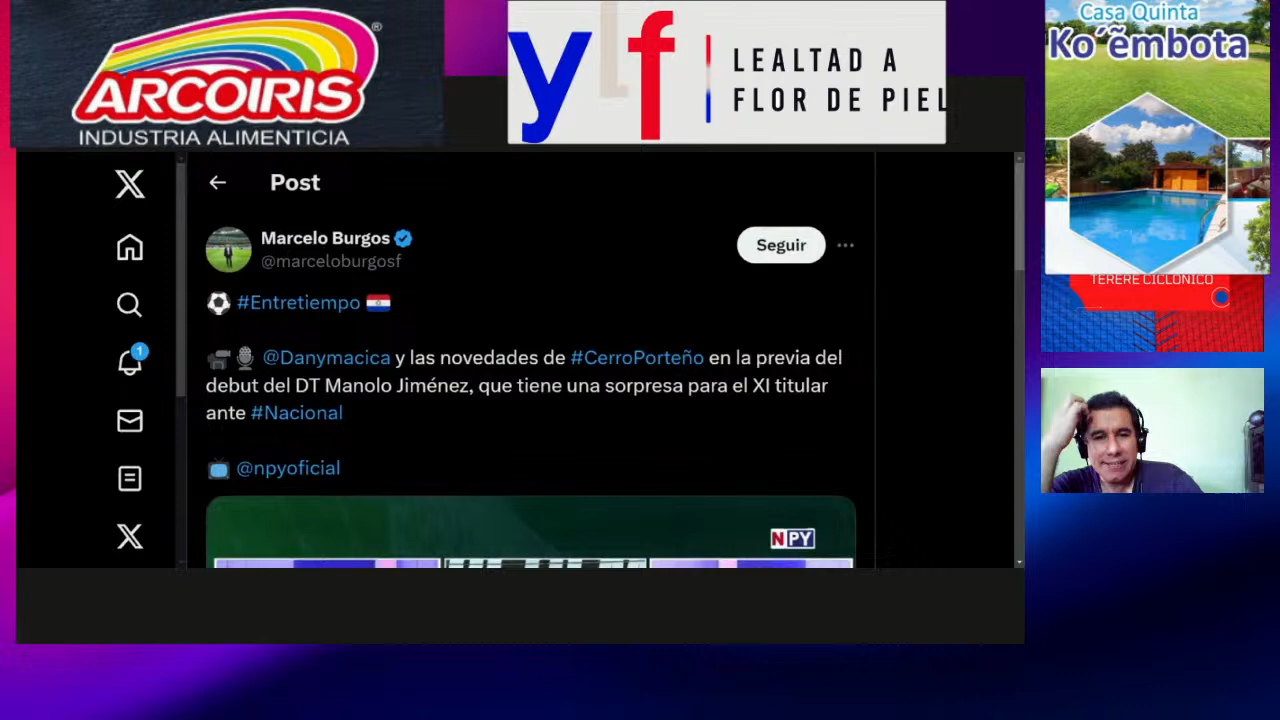 ARCOIRIS
®
INDUSTRIA ALIMENTICIA
yf
LEALTAD A
FLOR DE PIEL
Casa Quinta
Ko´ẽmbota
TERERE CICLONICO
Post
Marcelo Burgos
@marceloburgosf
Seguir
#Entretiempo
@Danymacica y las novedades de #CerroPorteño en la previa del
debut del DT Manolo Jiménez, que tiene una sorpresa para el XI titular
ante #Nacional
@npyoficial
NPY
1